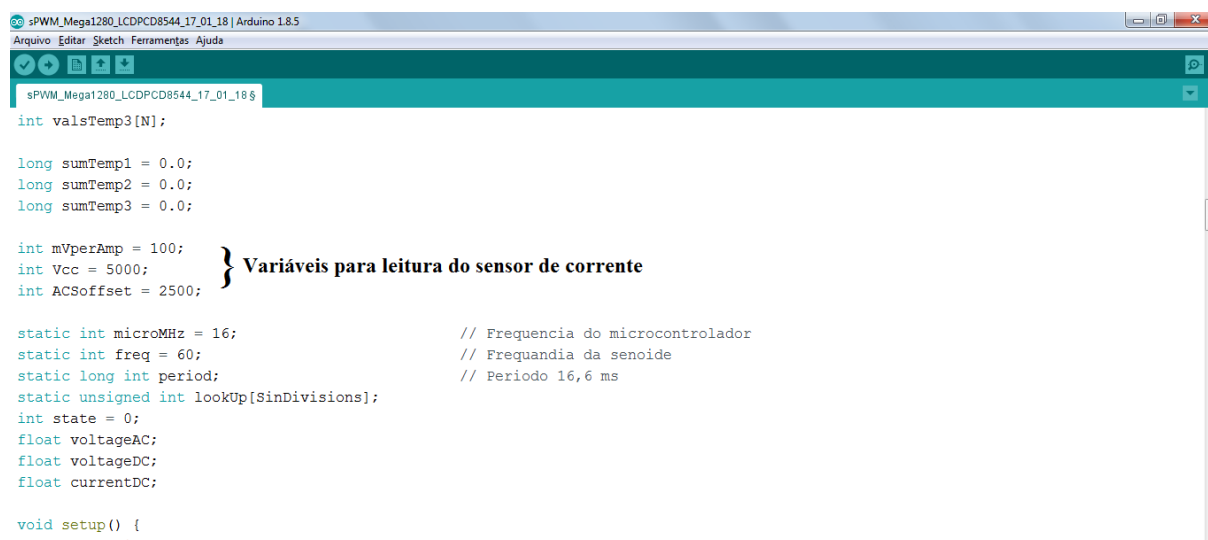 sPWM_Mega1280_LCDPCD8544_17_01_18 | Arduino 1.8.5
Arquivo Editar Sketch Ferramentas Ajuda
sPWM_Mega1280_LCDPCD8544_17_01_18 §
int valsTemp3[N];
long sumTemp1 = 0.0;
long sumTemp2 = 0.0;
long sumTemp3 = 0.0;
int mVperAmp = 100;
int Vcc = 5000; } Variáveis para leitura do sensor de corrente
int ACSoffset = 2500;
static int microMHz = 16; // Frequencia do microcontrolador
static int freq = 60; // Frequandia da senoide
static long int period; // Periodo 16,6 ms
static unsigned int lookUp[SinDivisions];
int state = 0;
float voltageAC;
float voltageDC;
float currentDC;
void setup() {